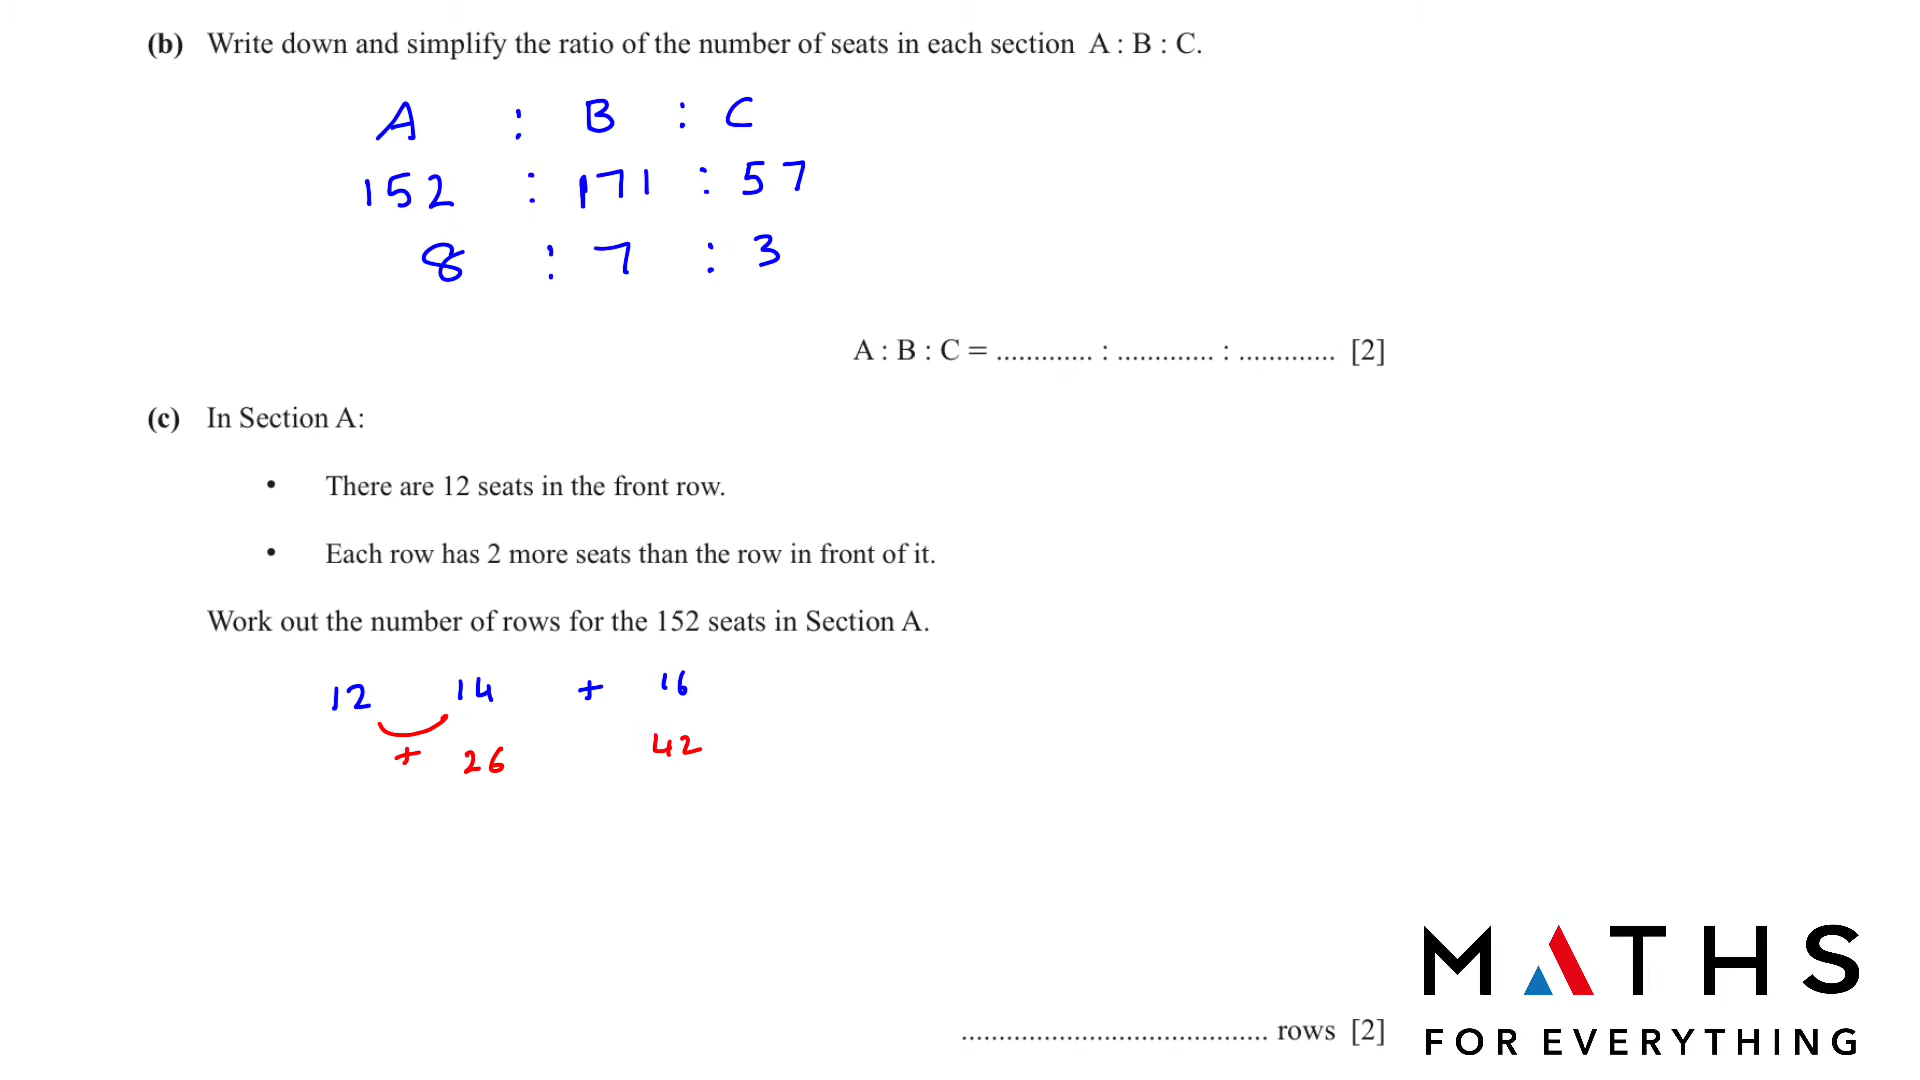 (b) Write down and simplify the ratio of the number of seats in each section A : B : C.
A : B : C
152 : 171 : 57
8 : 7 : 3
A : B : C = ............. : ............. : ............. [2]
(c) In Section A:
• There are 12 seats in the front row.
• Each row has 2 more seats than the row in front of it.
Work out the number of rows for the 152 seats in Section A.
12 14 + 16
+ 26 42
MATHS
FOR EVERYTHING
......................................... rows [2]